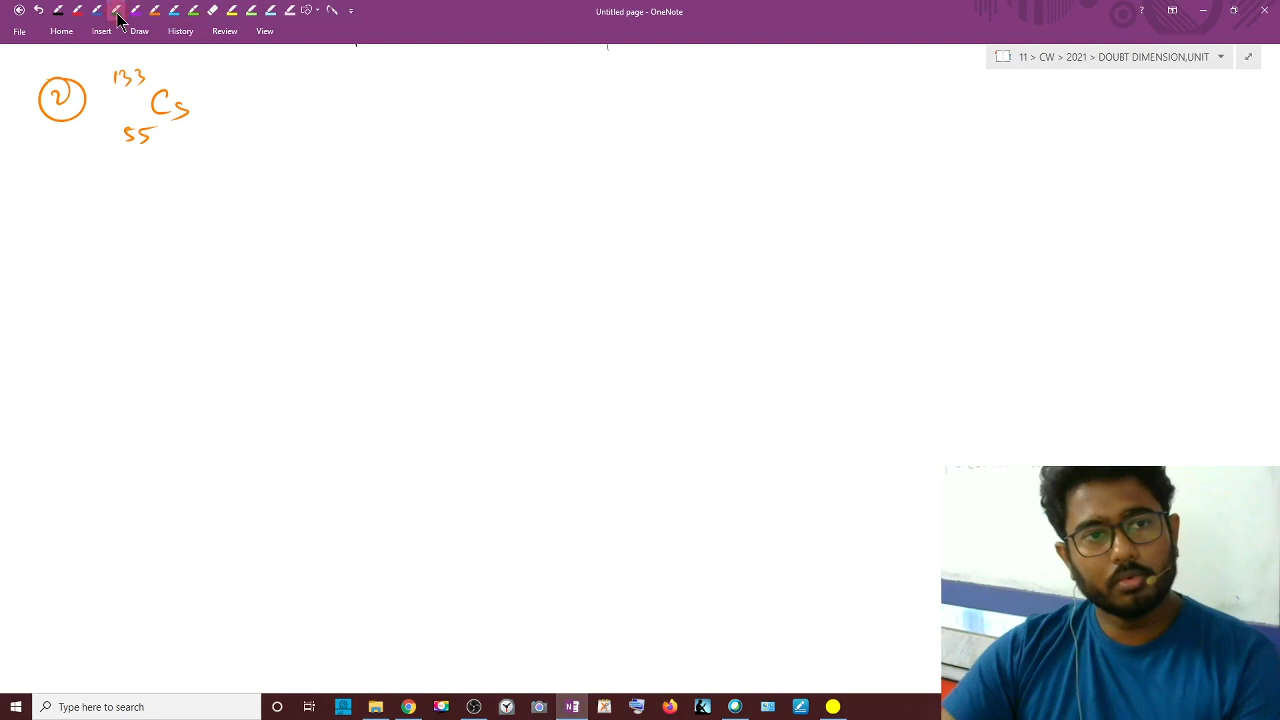 Untitled page - OneNote
?
File Home Insert Draw History Review View
11 > CW > 2021 > DOUBT DIMENSION,UNIT
133
2 Cs
55
Type here to search